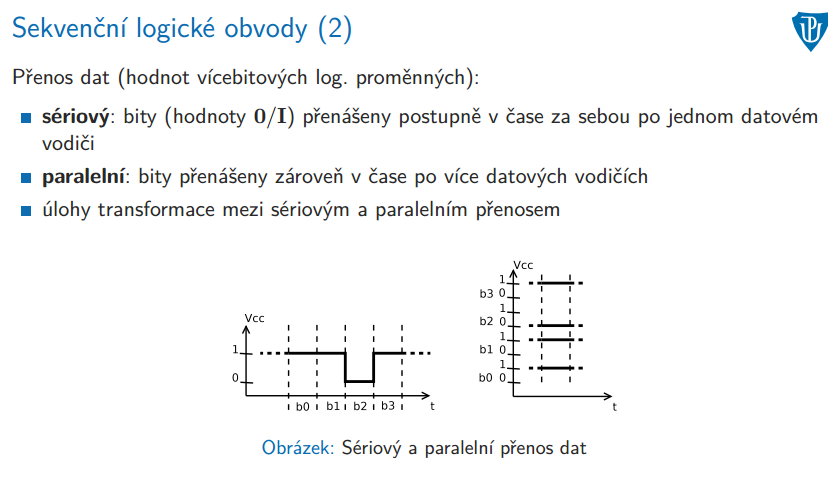 Sekvenční logické obvody (2)
Přenos dat (hodnot vícebitových log. proměnných):
sériový: bity (hodnoty 0/I) přenášeny postupně v čase za sebou po jednom datovém
vodiči
paralelní: bity přenášeny zároveň v čase po více datových vodičích
úlohy transformace mezi sériovým a paralelním přenosem
Vcc
1
0
b0 b1 b2 b3 t
Vcc
1
b3 0
1
b2 0
1
b1 0
1
b0 0
t
Obrázek: Sériový a paralelní přenos dat